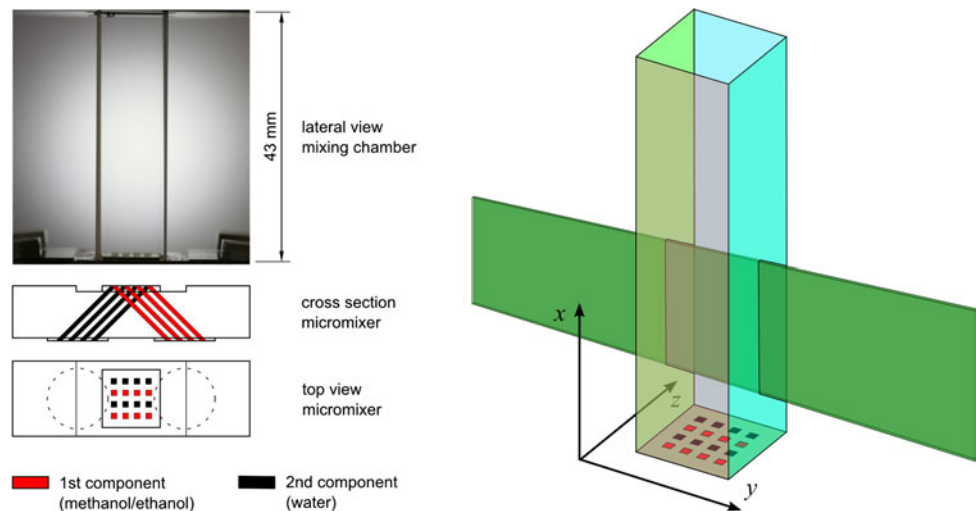 43 mm
lateral view
mixing chamber
cross section
micromixer
top view
micromixer
1st component
(methanol/ethanol)
2nd component
(water)
x
z
y